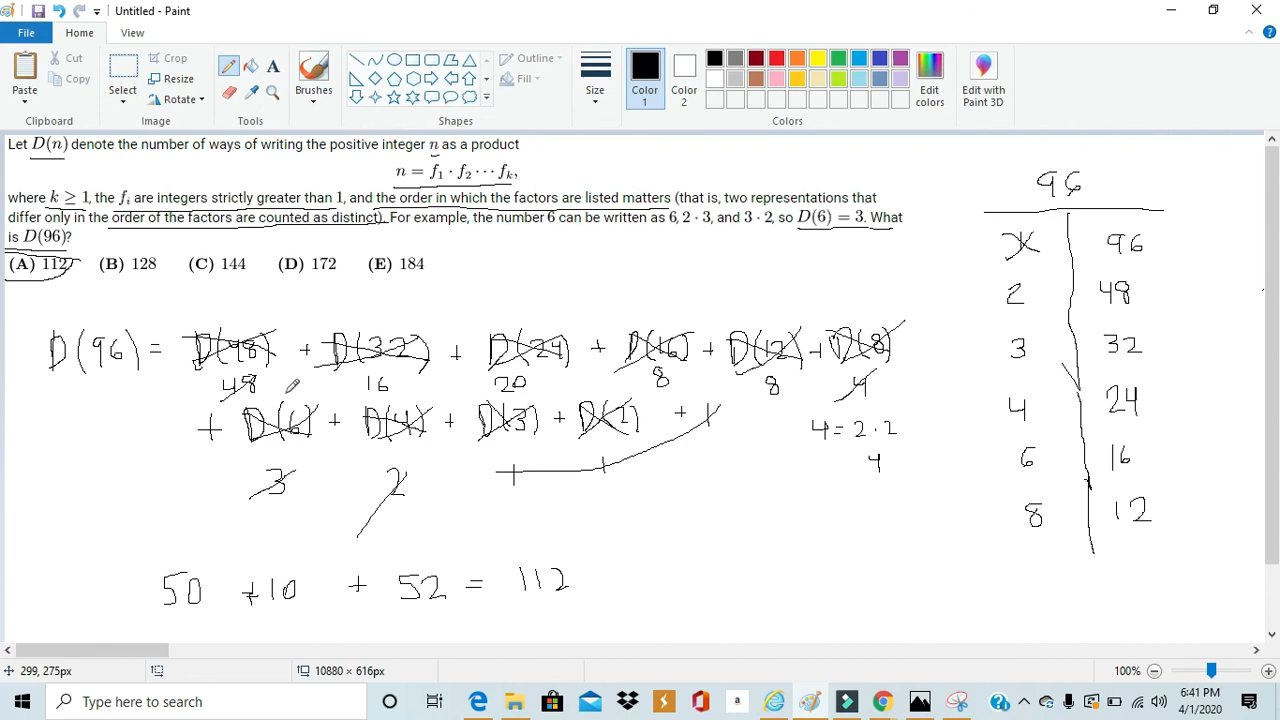 Untitled - Paint
File Home View
Paste Cut Copy Clipboard
Select Crop Resize Rotate Image
Tools
Brushes
Outline Fill Shapes
Size
Color 1 Color 2 Edit colors Colors
Edit with Paint 3D
Let D(n) denote the number of ways of writing the positive integer n as a product
n = f₁ · f₂ ⋯ fₖ,
where k ≥ 1, the fᵢ are integers strictly greater than 1, and the order in which the factors are listed matters (that is, two representations that
differ only in the order of the factors are counted as distinct). For example, the number 6 can be written as 6, 2 · 3, and 3 · 2, so D(6) = 3. What
is D(96)?
(A) 112 (B) 128 (C) 144 (D) 172 (E) 184
D(96) = D(48) + D(32) + D(24) + D(16) + D(12) + D(8)
48 16 20 8 8 4
+ D(6) + D(4) + D(3) + D(2) + 1
4 = 2 · 2
4
3 2
50 + 10 + 52 = 112
96
1 96
2 48
3 32
4 24
6 16
8 12
299, 275px 10880 × 616px 100%
Type here to search
6:41 PM
4/1/2020